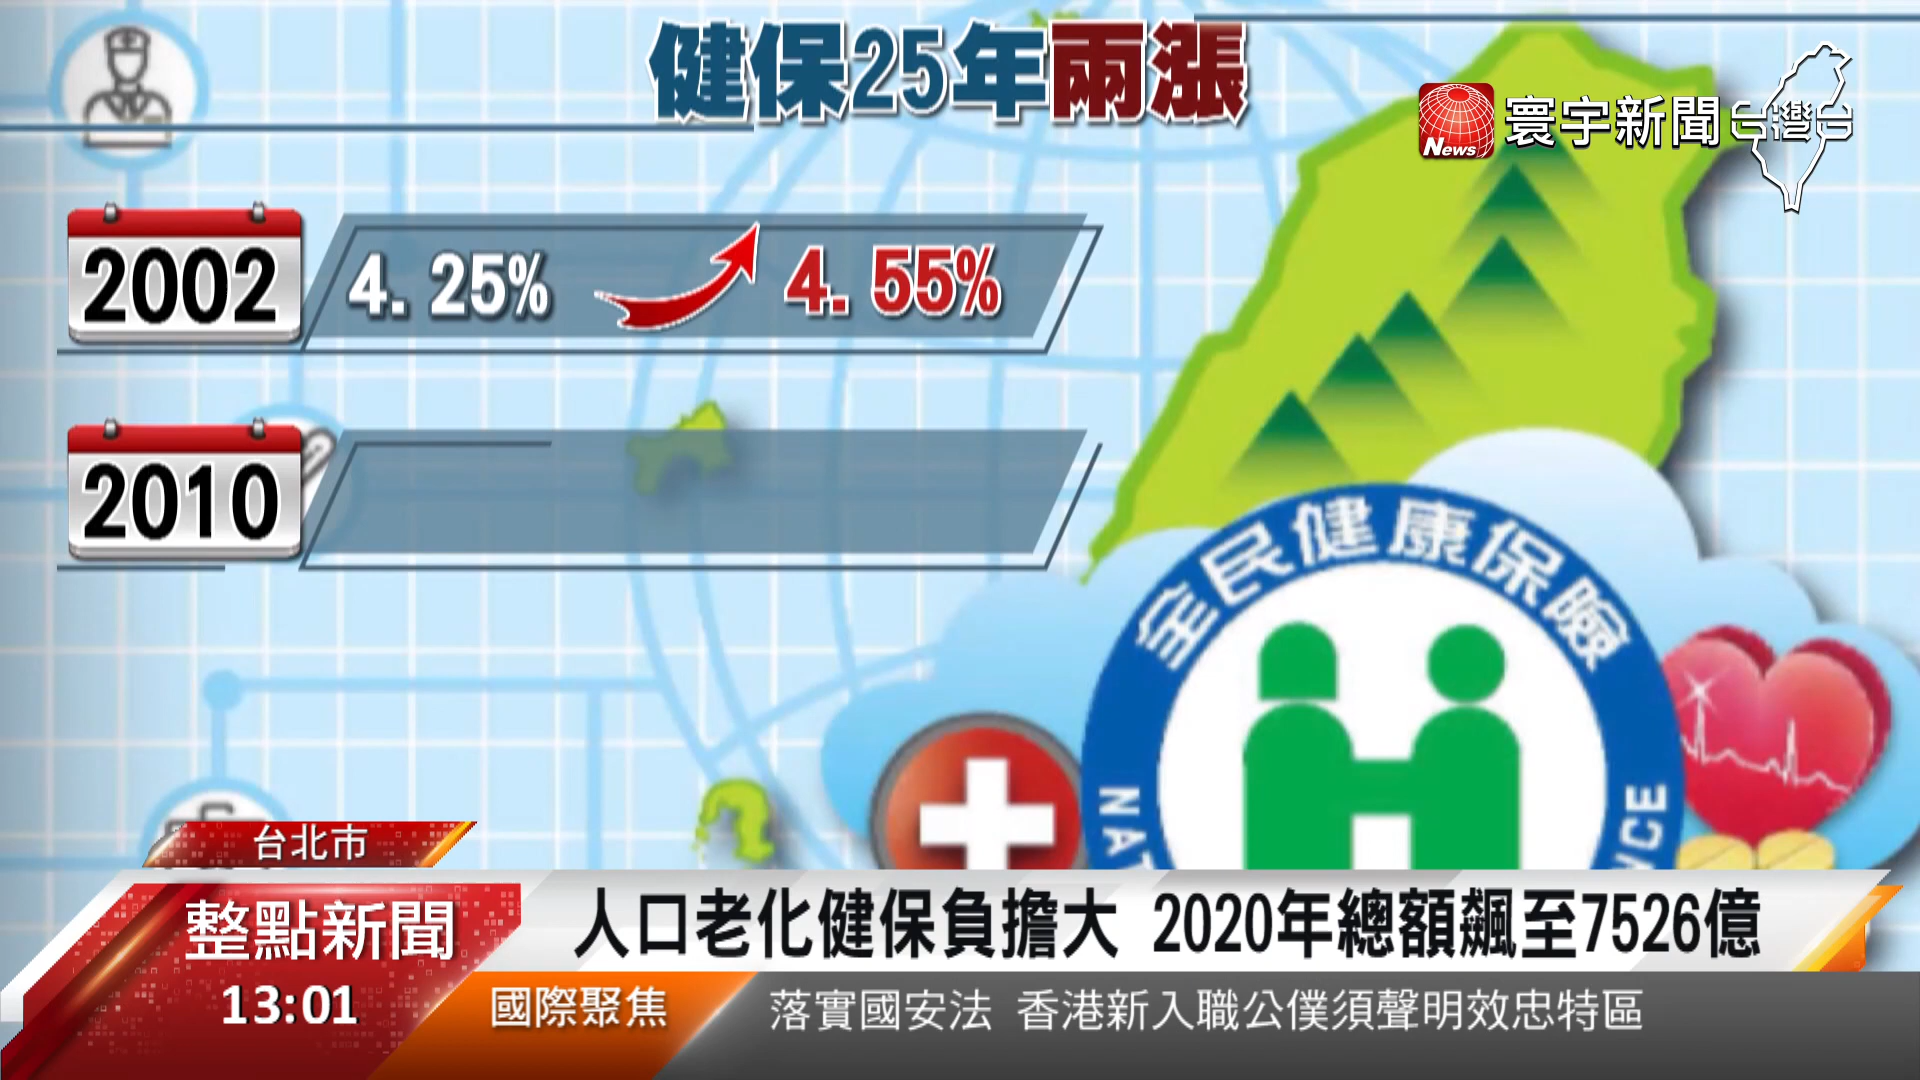 健保25年兩漲
News 寰宇新聞 台灣台
2002 4.25% 4.55%
2010
全民健康保險
NAT
NCE
台北市
整點新聞
人口老化健保負擔大 2020年總額飆至7526億
13:01
國際聚焦 落實國安法 香港新入職公僕須聲明效忠特區